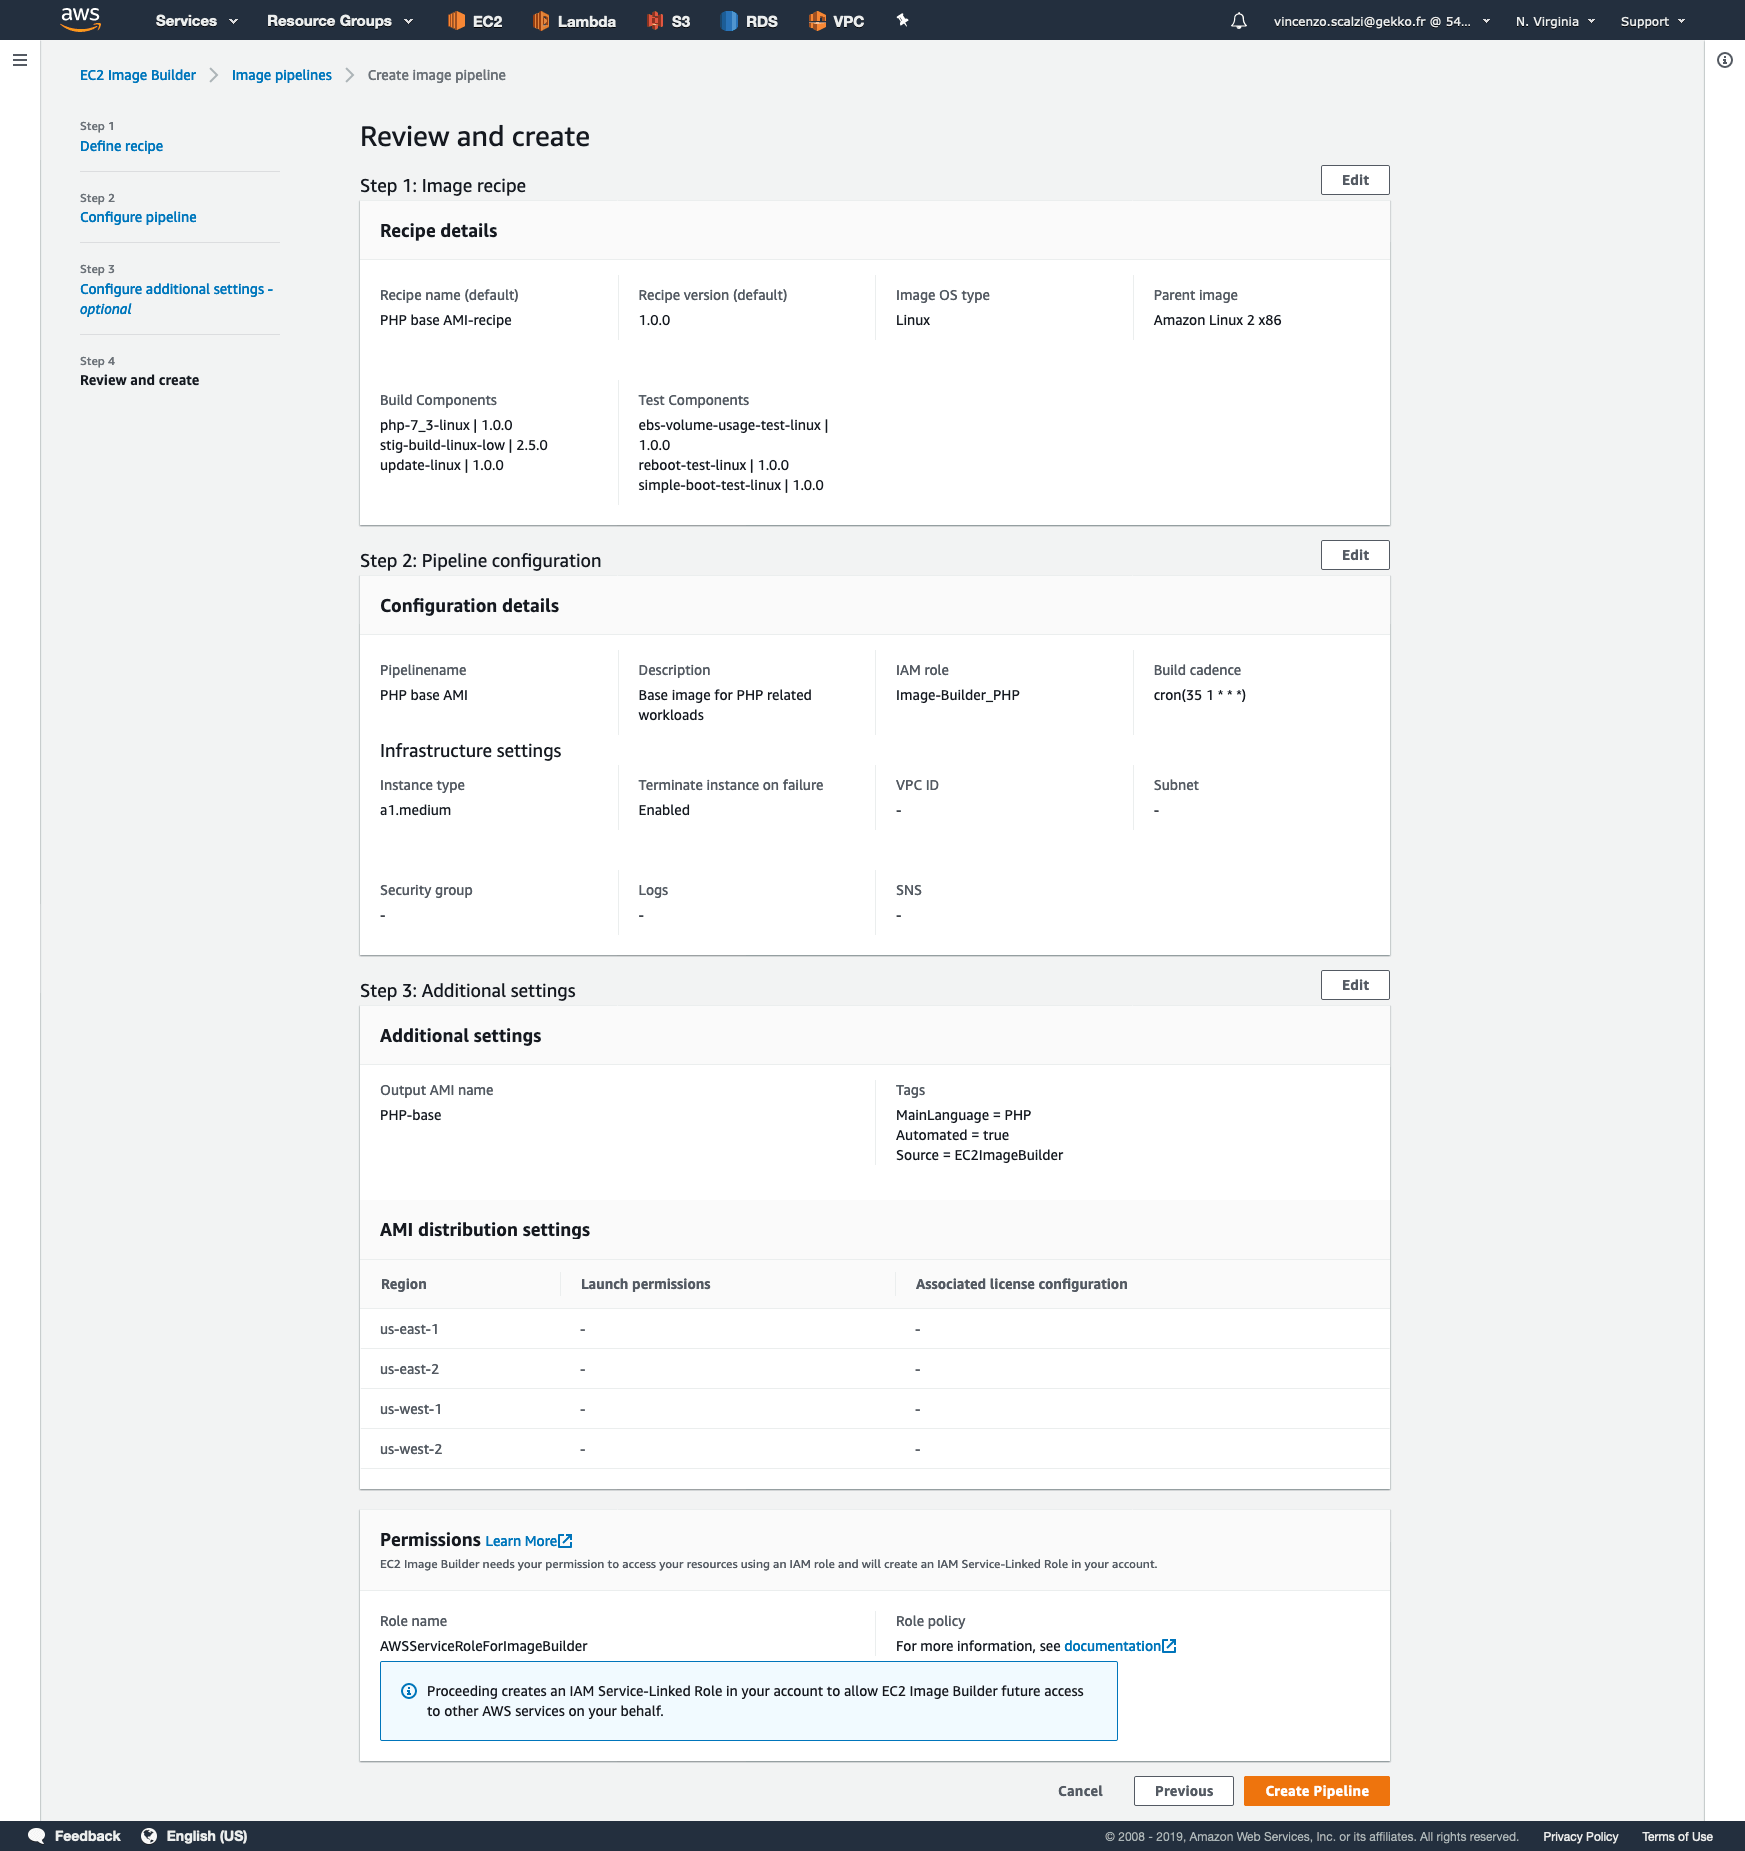 aws
Services
Resource Groups
EC2
Lambda
S3
RDS
VPC
vincenzo.scalzi@gekko.fr @ 54...
N. Virginia
Support
EC2 Image Builder
Image pipelines
Create image pipeline
Step 1
Define recipe
Step 2
Configure pipeline
Step 3
Configure additional settings -
optional
Step 4
Review and create
Review and create
Step 1: Image recipe
Edit
Recipe details
Recipe name (default)
PHP base AMI-recipe
Recipe version (default)
1.0.0
Image OS type
Linux
Parent image
Amazon Linux 2 x86
Build Components
php-7_3-linux | 1.0.0
stig-build-linux-low | 2.5.0
update-linux | 1.0.0
Test Components
ebs-volume-usage-test-linux |
1.0.0
reboot-test-linux | 1.0.0
simple-boot-test-linux | 1.0.0
Step 2: Pipeline configuration
Edit
Configuration details
Pipelinename
PHP base AMI
Description
Base image for PHP related
workloads
IAM role
Image-Builder_PHP
Build cadence
cron(35 1 * * *)
Infrastructure settings
Instance type
a1.medium
Terminate instance on failure
Enabled
VPC ID
-
Subnet
-
Security group
-
Logs
-
SNS
-
Step 3: Additional settings
Edit
Additional settings
Output AMI name
PHP-base
Tags
MainLanguage = PHP
Automated = true
Source = EC2ImageBuilder
AMI distribution settings
Region Launch permissions Associated license configuration
us-east-1 - -
us-east-2 - -
us-west-1 - -
us-west-2 - -
Permissions Learn More
EC2 Image Builder needs your permission to access your resources using an IAM role and will create an IAM Service-Linked Role in your account.
Role name
AWSServiceRoleForImageBuilder
Role policy
For more information, see documentation
Proceeding creates an IAM Service-Linked Role in your account to allow EC2 Image Builder future access
to other AWS services on your behalf.
Cancel
Previous
Create Pipeline
Feedback
English (US)
© 2008 - 2019, Amazon Web Services, Inc. or its affiliates. All rights reserved.
Privacy Policy
Terms of Use